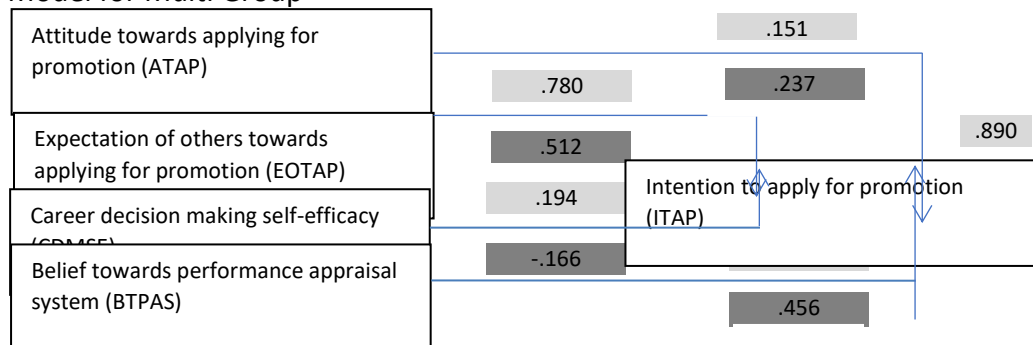 model for Multi-Group
Attitude towards applying for
promotion (ATAP)
.151
.780
.237
Expectation of others towards
applying for promotion (EOTAP)
.512
.890
.194
Intention to apply for promotion
(ITAP)
Career decision making self-efficacy
-.166
Belief towards performance appraisal
system (BTPAS)
.456